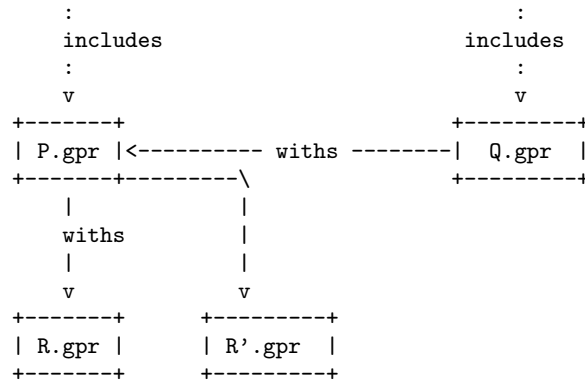 :                                     :
     includes                             includes
        :                                     :
        v                                     v
    +-------+                            +---------+
    | P.gpr |<---------- withs --------| Q.gpr |
    +-------+---------\                  +---------+
        |             |
      withs           |
        |             |
        v             v
    +-------+     +---------+
    | R.gpr |     | R'.gpr |
    +-------+     +---------+